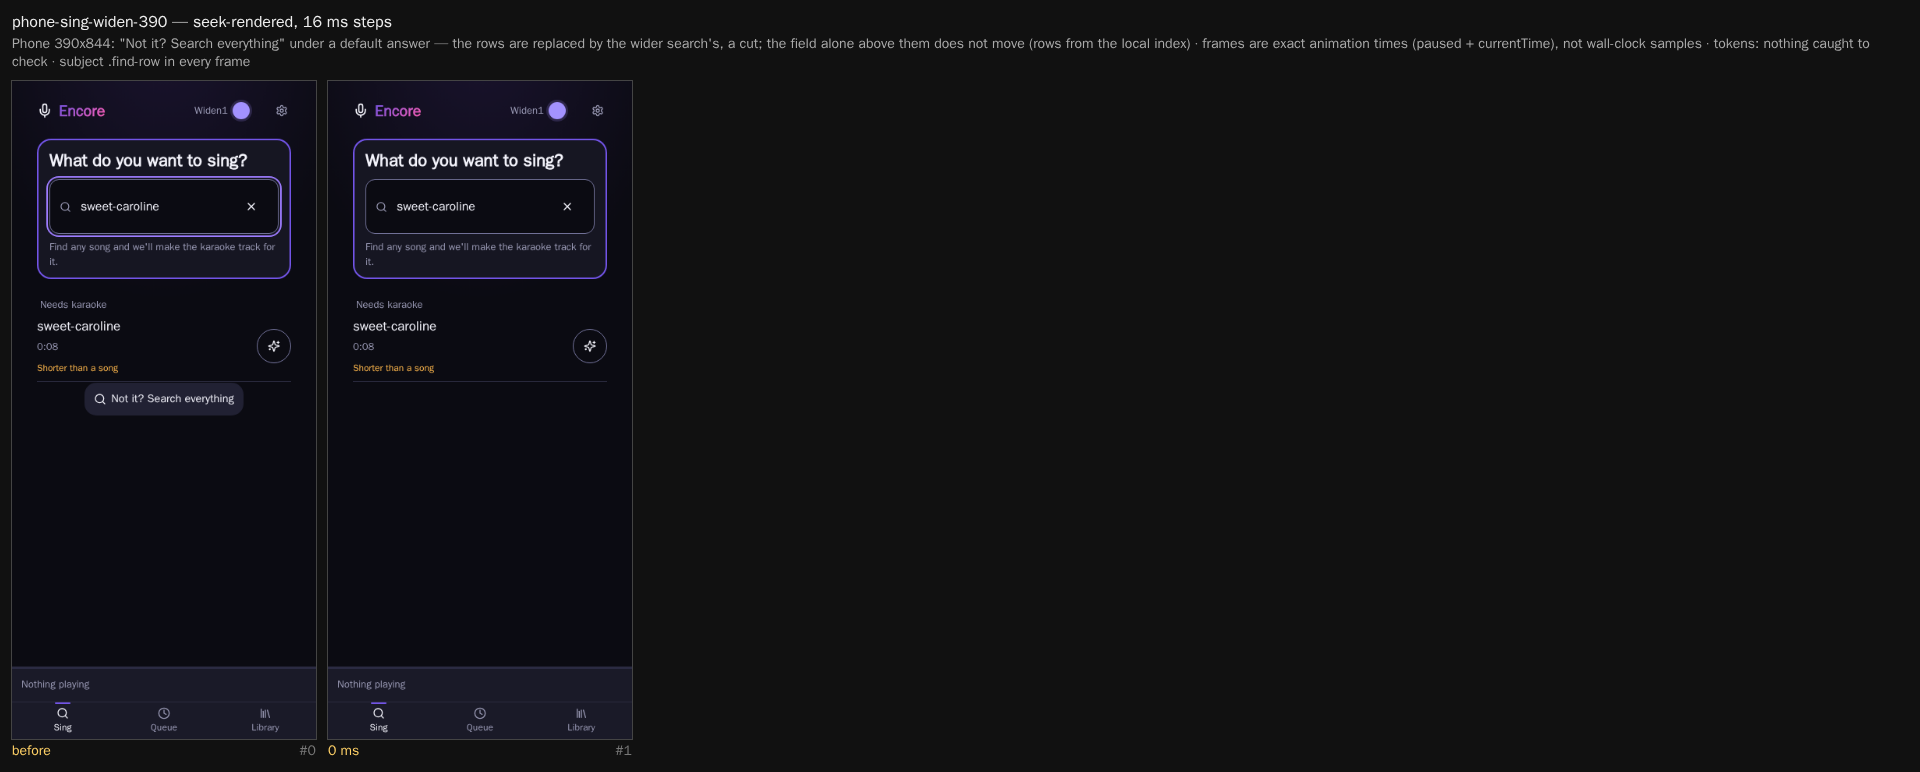 phone-sing-widen-390 — seek-rendered, 16 ms steps
Phone 390x844: "Not it? Search everything" under a default answer — the rows are replaced by the wider search's, a cut; the field alone above them does not move (rows from the local index) · frames are exact animation times (paused + currentTime), not wall-clock samples · tokens: nothing caught to
check · subject .find-row in every frame
Encore
Widen1
What do you want to sing?
sweet-caroline
Find any song and we'll make the karaoke track for
it.
Needs karaoke
sweet-caroline
0:08
Shorter than a song
Not it? Search everything
Nothing playing
Sing
Queue
Library
before
#0
Encore
Widen1
What do you want to sing?
sweet-caroline
Find any song and we'll make the karaoke track for
it.
Needs karaoke
sweet-caroline
0:08
Shorter than a song
Nothing playing
Sing
Queue
Library
0 ms
#1